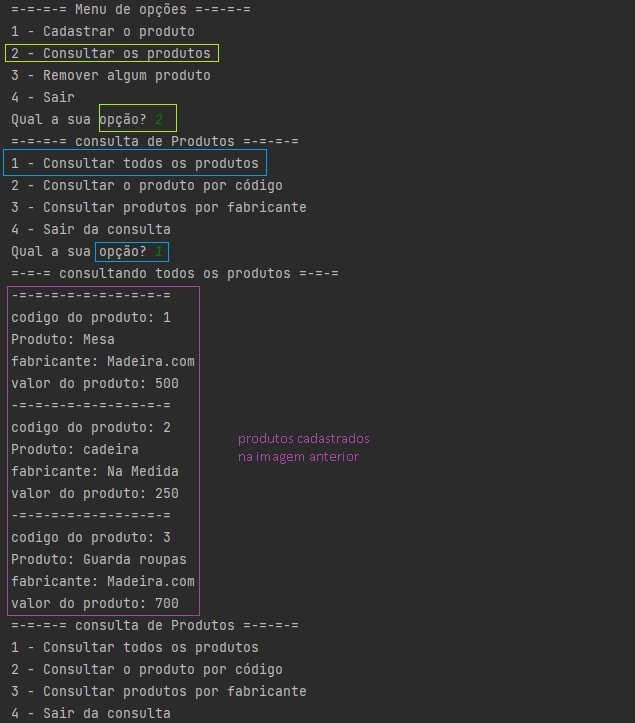 =-=-=-= Menu de opções =-=-=-=
1 - Cadastrar o produto
2 - Consultar os produtos
3 - Remover algum produto
4 - Sair
Qual a sua opção? 2
=-=-=-= consulta de Produtos =-=-=-=
1 - Consultar todos os produtos
2 - Consultar o produto por código
3 - Consultar produtos por fabricante
4 - Sair da consulta
Qual a sua opção? 1
=-=-= consultando todos os produtos =-=-=
-=-=-=-=-=-=-=-=-=-=
codigo do produto: 1
Produto: Mesa
fabricante: Madeira.com
valor do produto: 500
-=-=-=-=-=-=-=-=-=-=
codigo do produto: 2
Produto: cadeira
fabricante: Na Medida
valor do produto: 250
-=-=-=-=-=-=-=-=-=-=
codigo do produto: 3
Produto: Guarda roupas
fabricante: Madeira.com
valor do produto: 700
produtos cadastrados
na imagem anterior
=-=-=-= consulta de Produtos =-=-=-=
1 - Consultar todos os produtos
2 - Consultar o produto por código
3 - Consultar produtos por fabricante
4 - Sair da consulta